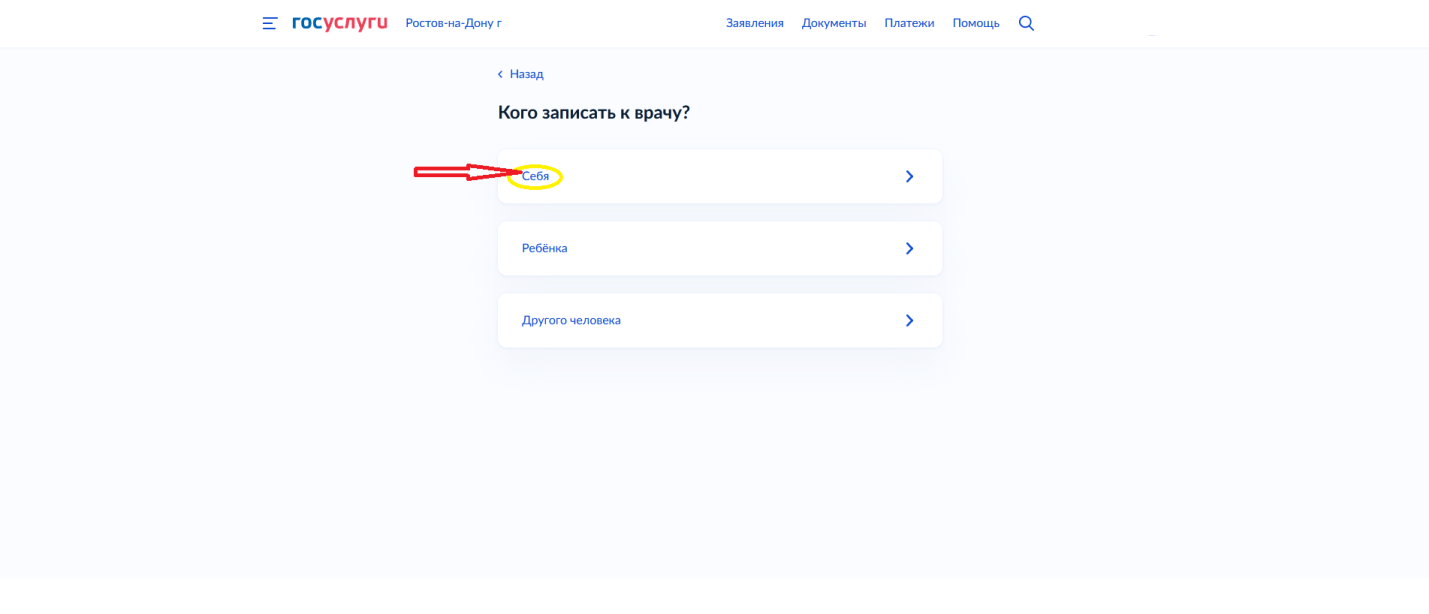 госуслуги Ростов-на-Дону г Заявления Документы Платежи Помощь
Назад
Кого записать к врачу?
Себя
Ребёнка
Другого человека